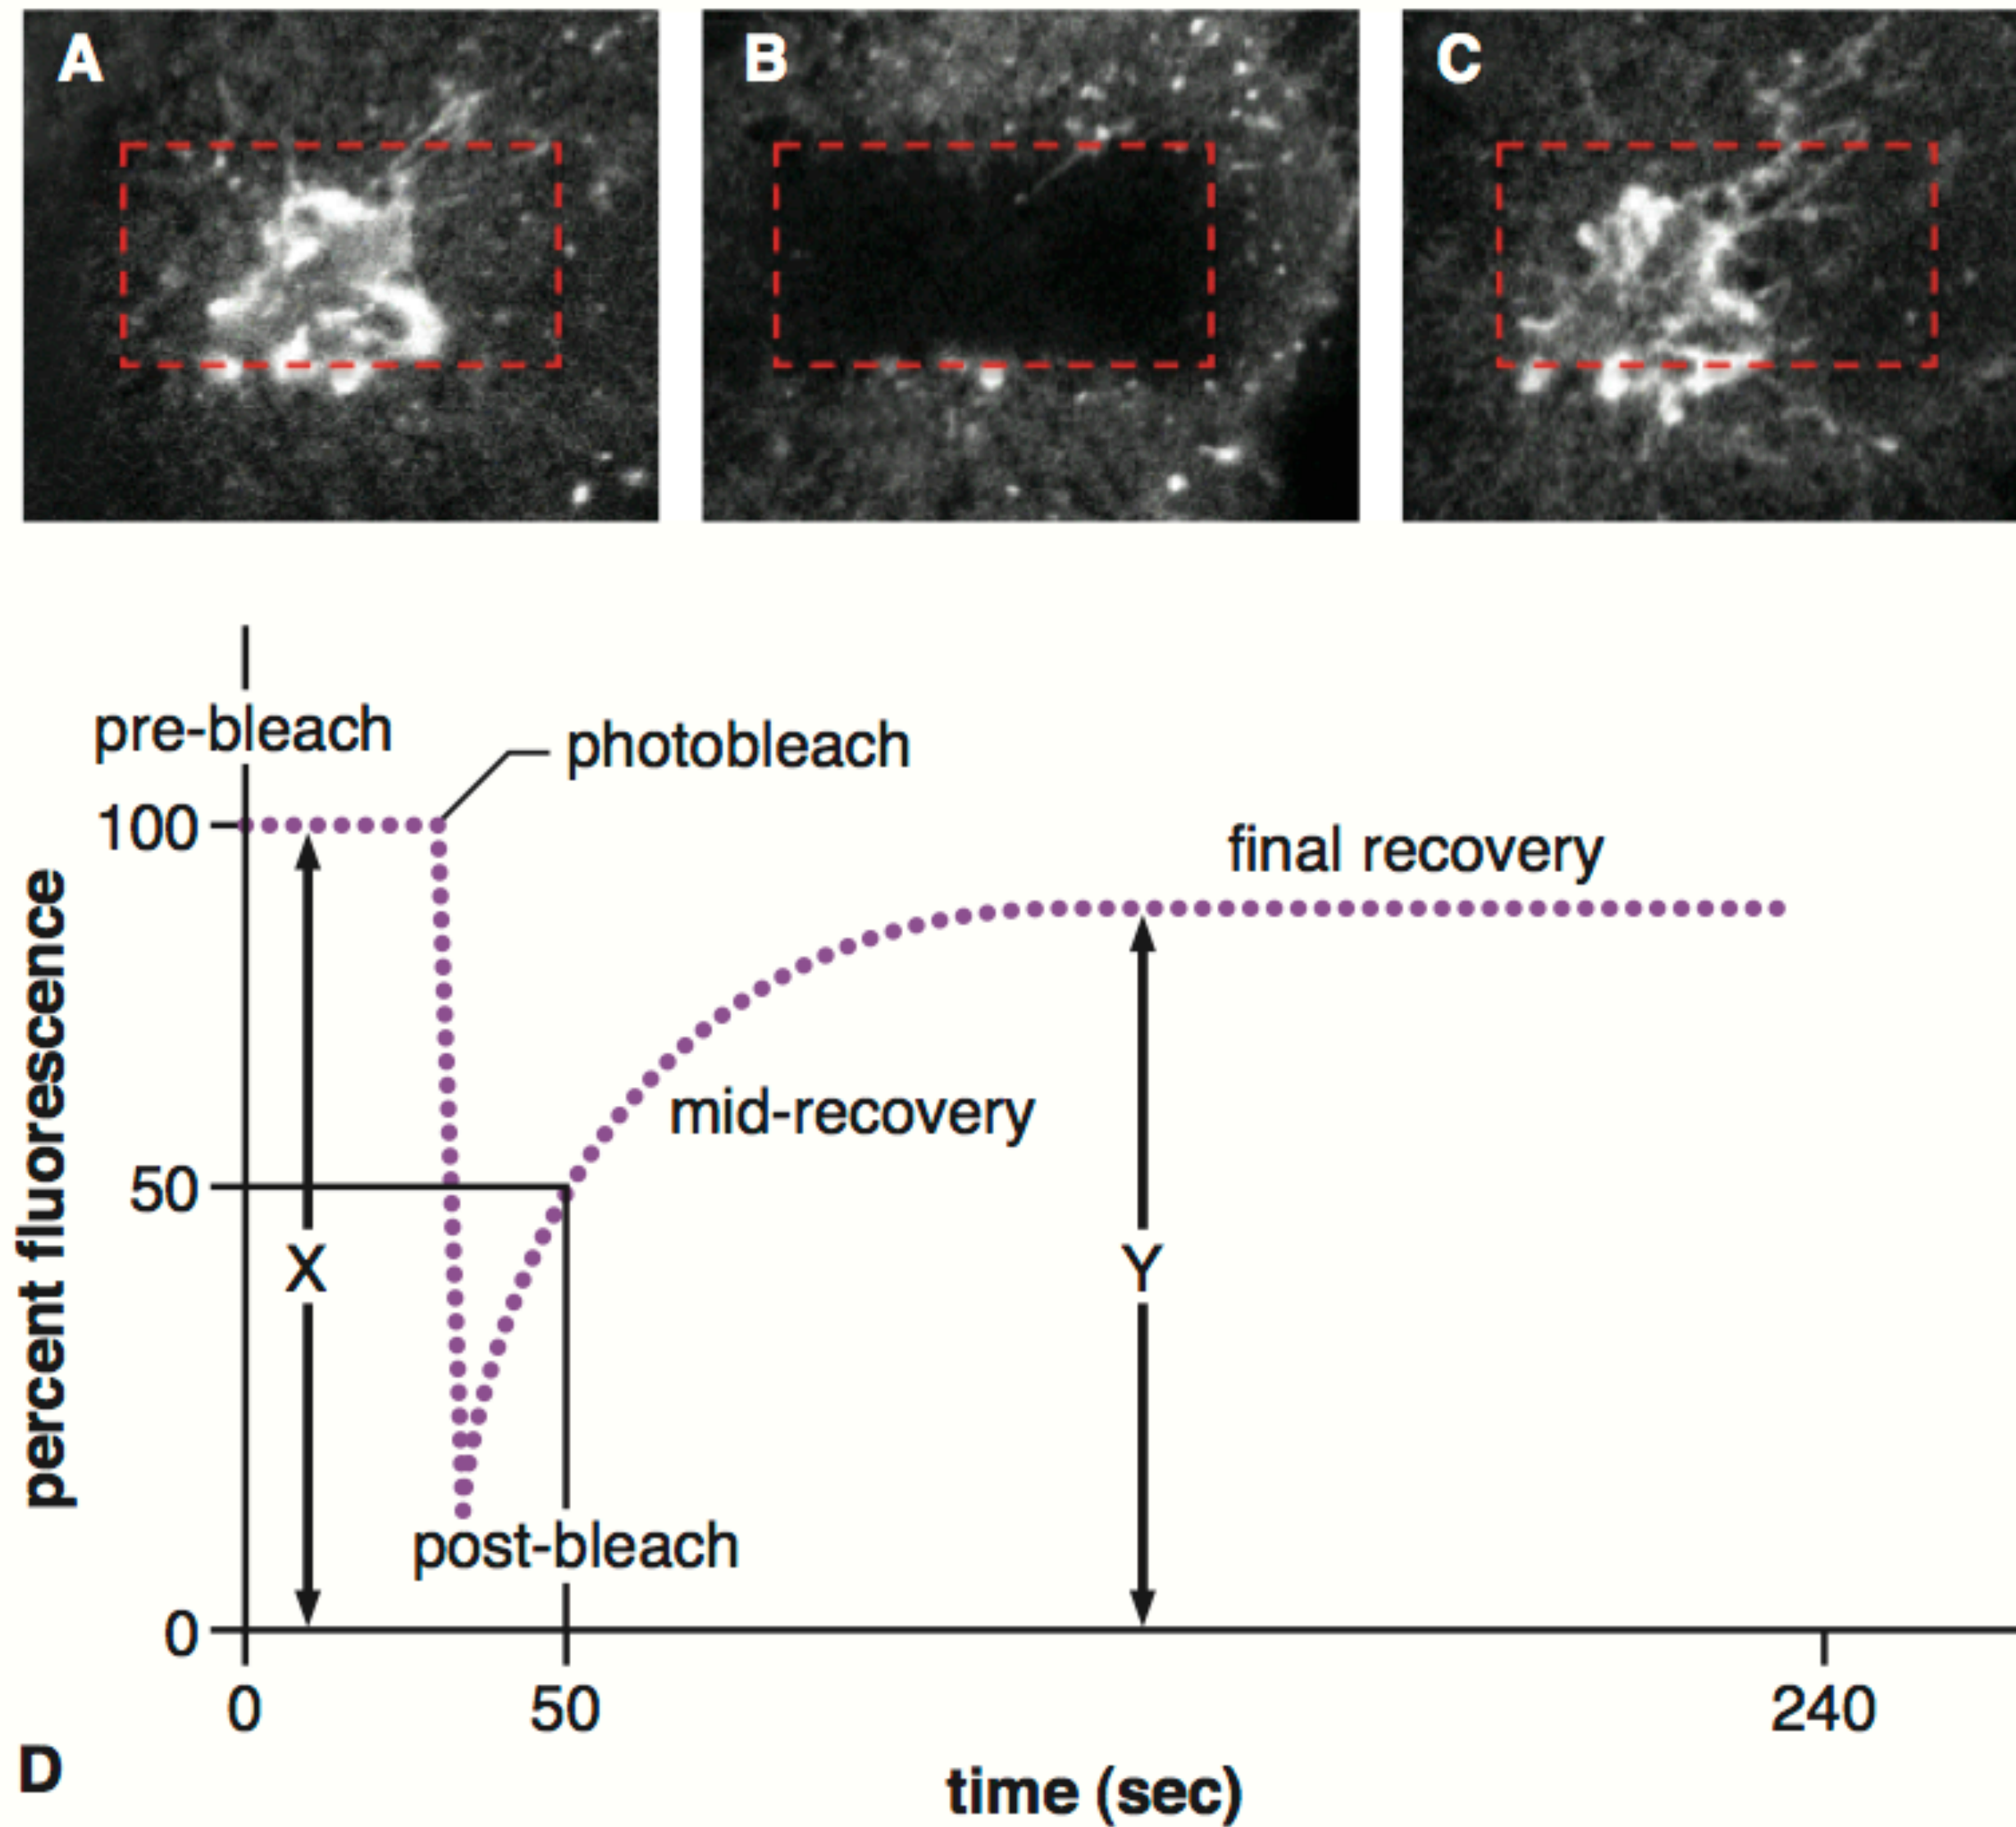 A
B
C
pre-bleach
photobleach
100
final recovery
mid-recovery
50
X
Y
post-bleach
0
0
50
240
percent fluorescence
time (sec)
D